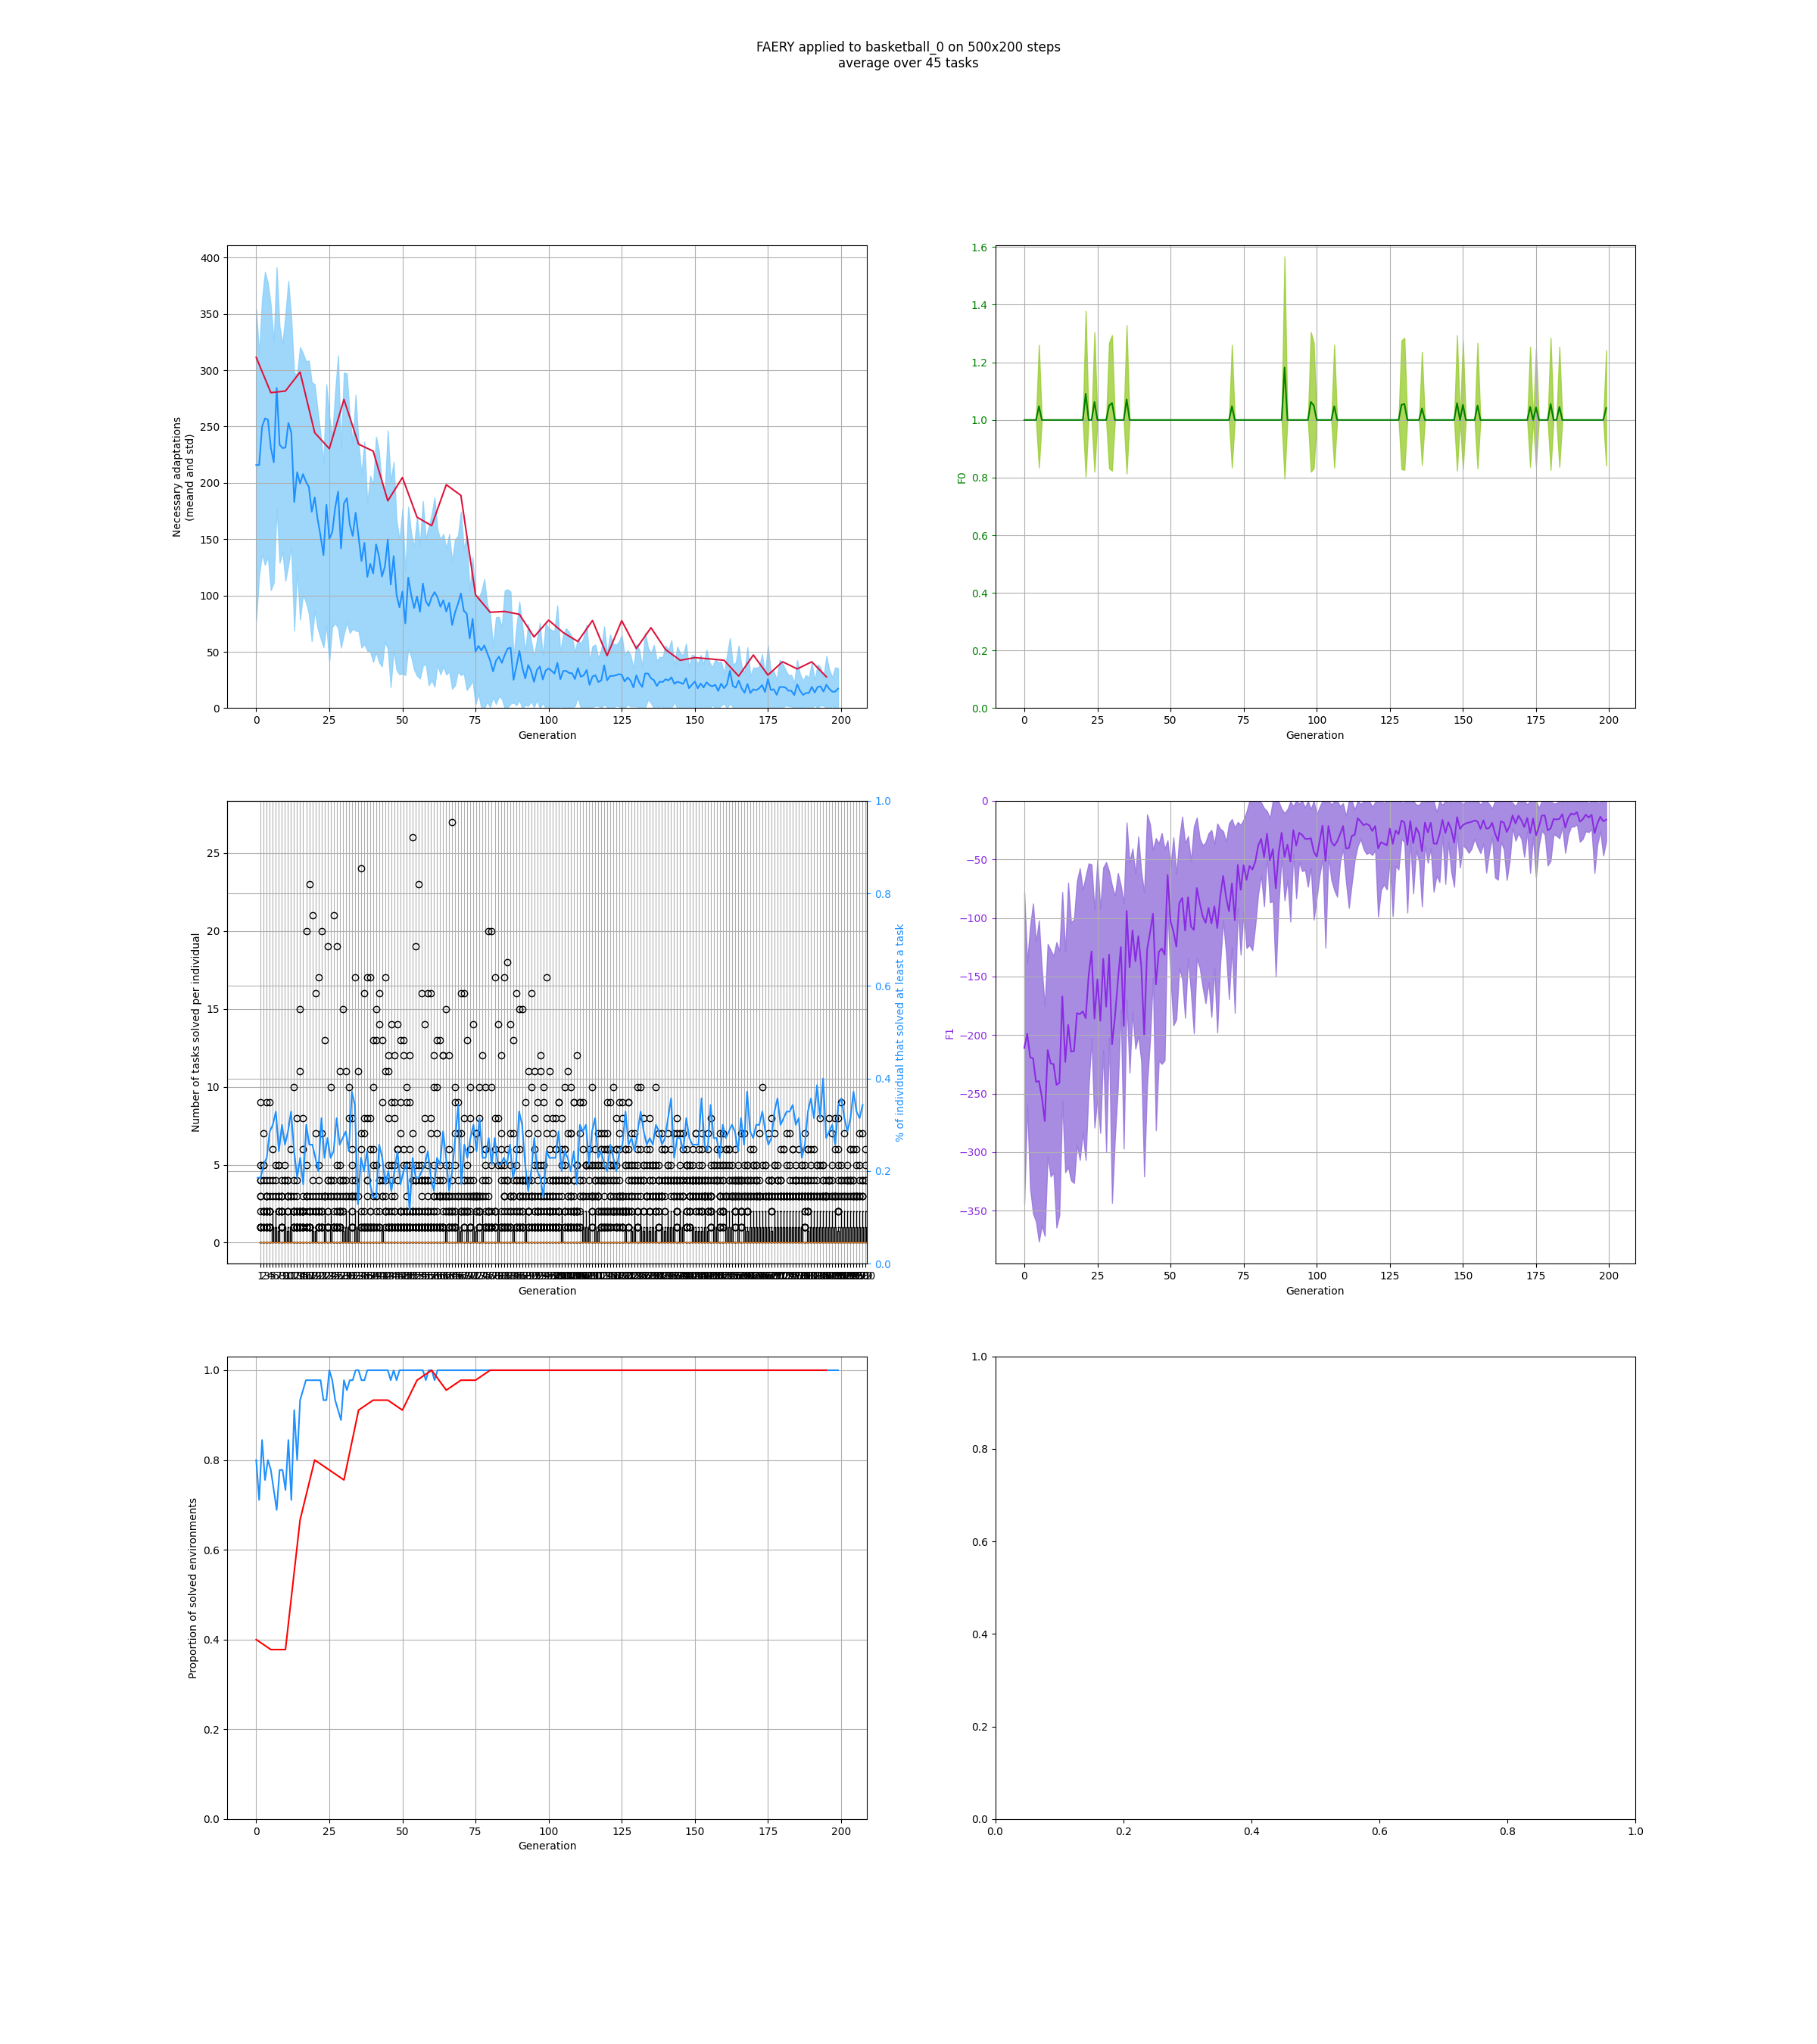 FAERY applied to basketball_0 on 500x200 steps
average over 45 tasks
400
350
300
250
200
150
100
50
0
Necessary adaptations
(meand and std)
0 25 50 75 100 125 150 175 200
Generation
1.6
1.4
1.2
1.0
0.8
0.6
0.4
0.2
0.0
F0
0 25 50 75 100 125 150 175 200
Generation
25
20
15
10
5
0
Number of tasks solved per individual
1.0
0.8
0.6
0.4
0.2
0.0
% of individual that solved at least a task
Generation
0
−50
−100
−150
−200
−250
−300
−350
F1
0 25 50 75 100 125 150 175 200
Generation
1.0
0.8
0.6
0.4
0.2
0.0
Proportion of solved environments
0 25 50 75 100 125 150 175 200
Generation
1.0
0.8
0.6
0.4
0.2
0.0
0.0 0.2 0.4 0.6 0.8 1.0